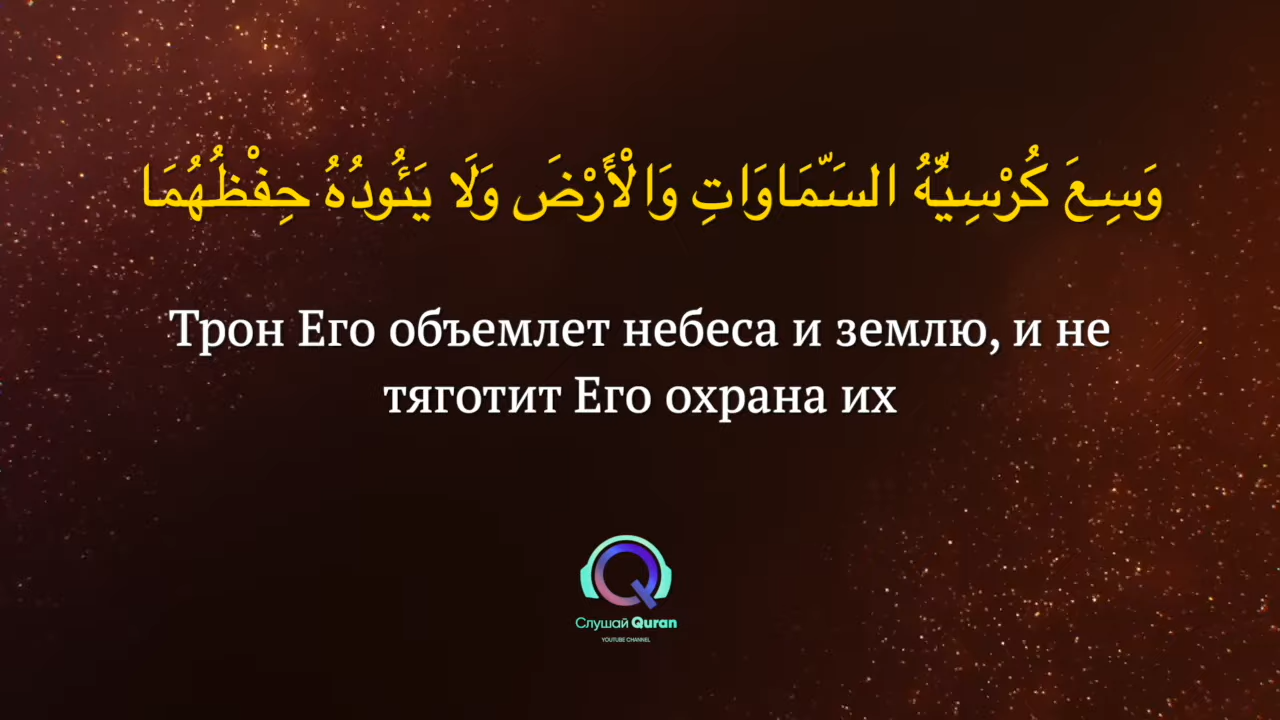 وَسِعَ كُرْسِيُّهُ السَّمَاوَاتِ وَالْأَرْضَ وَلَا يَئُودُهُ حِفْظُهُمَا
Трон Его объемлет небеса и землю, и не
тяготит Его охрана их
Слушай Quran
YOUTUBE CHANNEL